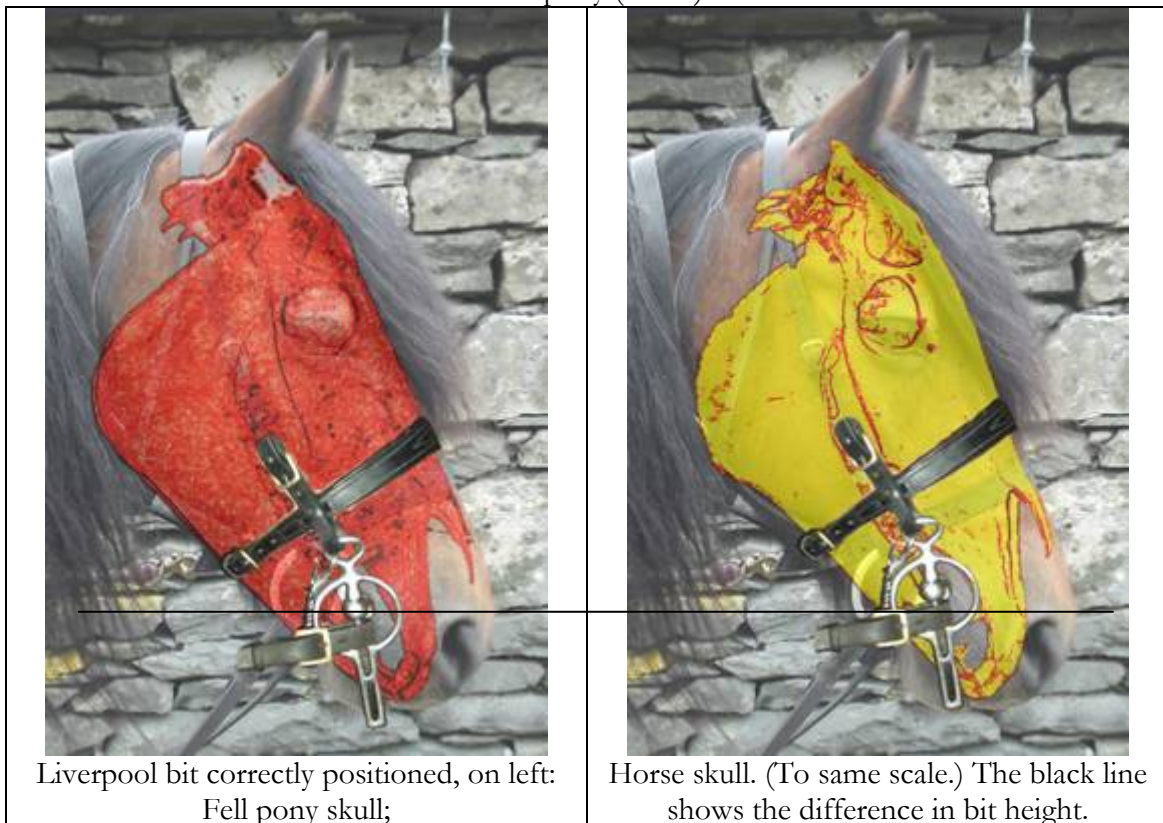 Liverpool bit correctly positioned, on left:
Fell pony skull;
Horse skull. (To same scale.) The black line
shows the difference in bit height.